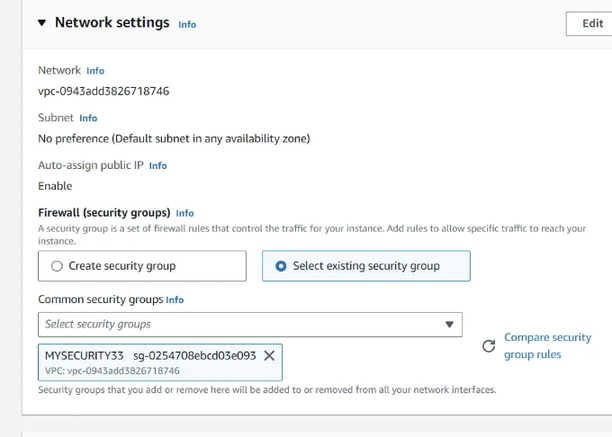 Network settings Info
Edit
Network Info
vpc-0943add3826718746
Subnet Info
No preference (Default subnet in any availability zone)
Auto-assign public IP Info
Enable
Firewall (security groups) Info
A security group is a set of firewall rules that control the traffic for your instance. Add rules to allow specific traffic to reach your
instance.
Create security group
Select existing security group
Common security groups Info
Select security groups
Compare security
group rules
MYSECURITY33 sg-0254708ebcd03e093
VPC: vpc-0943add3826718746
Security groups that you add or remove here will be added to or removed from all your network interfaces.